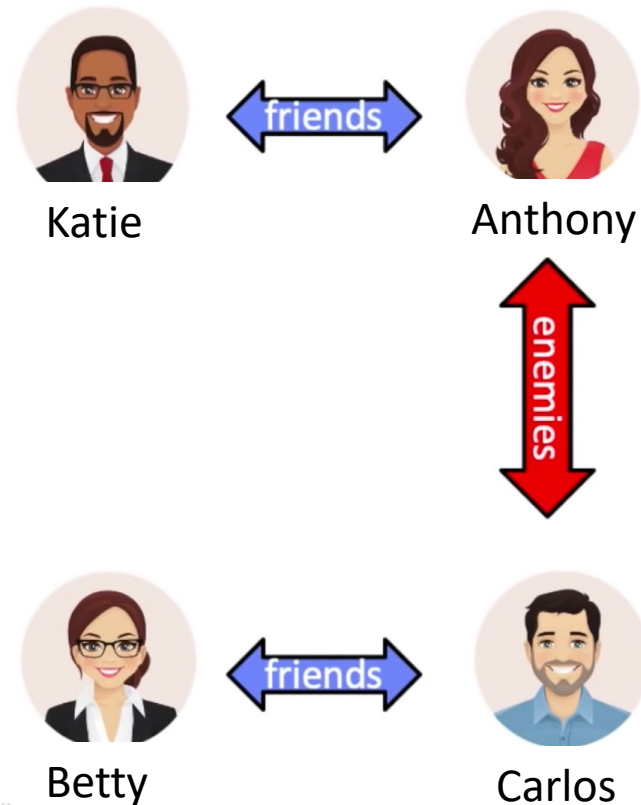 friends
Katie
Anthony
enemies
friends
Betty
Carlos